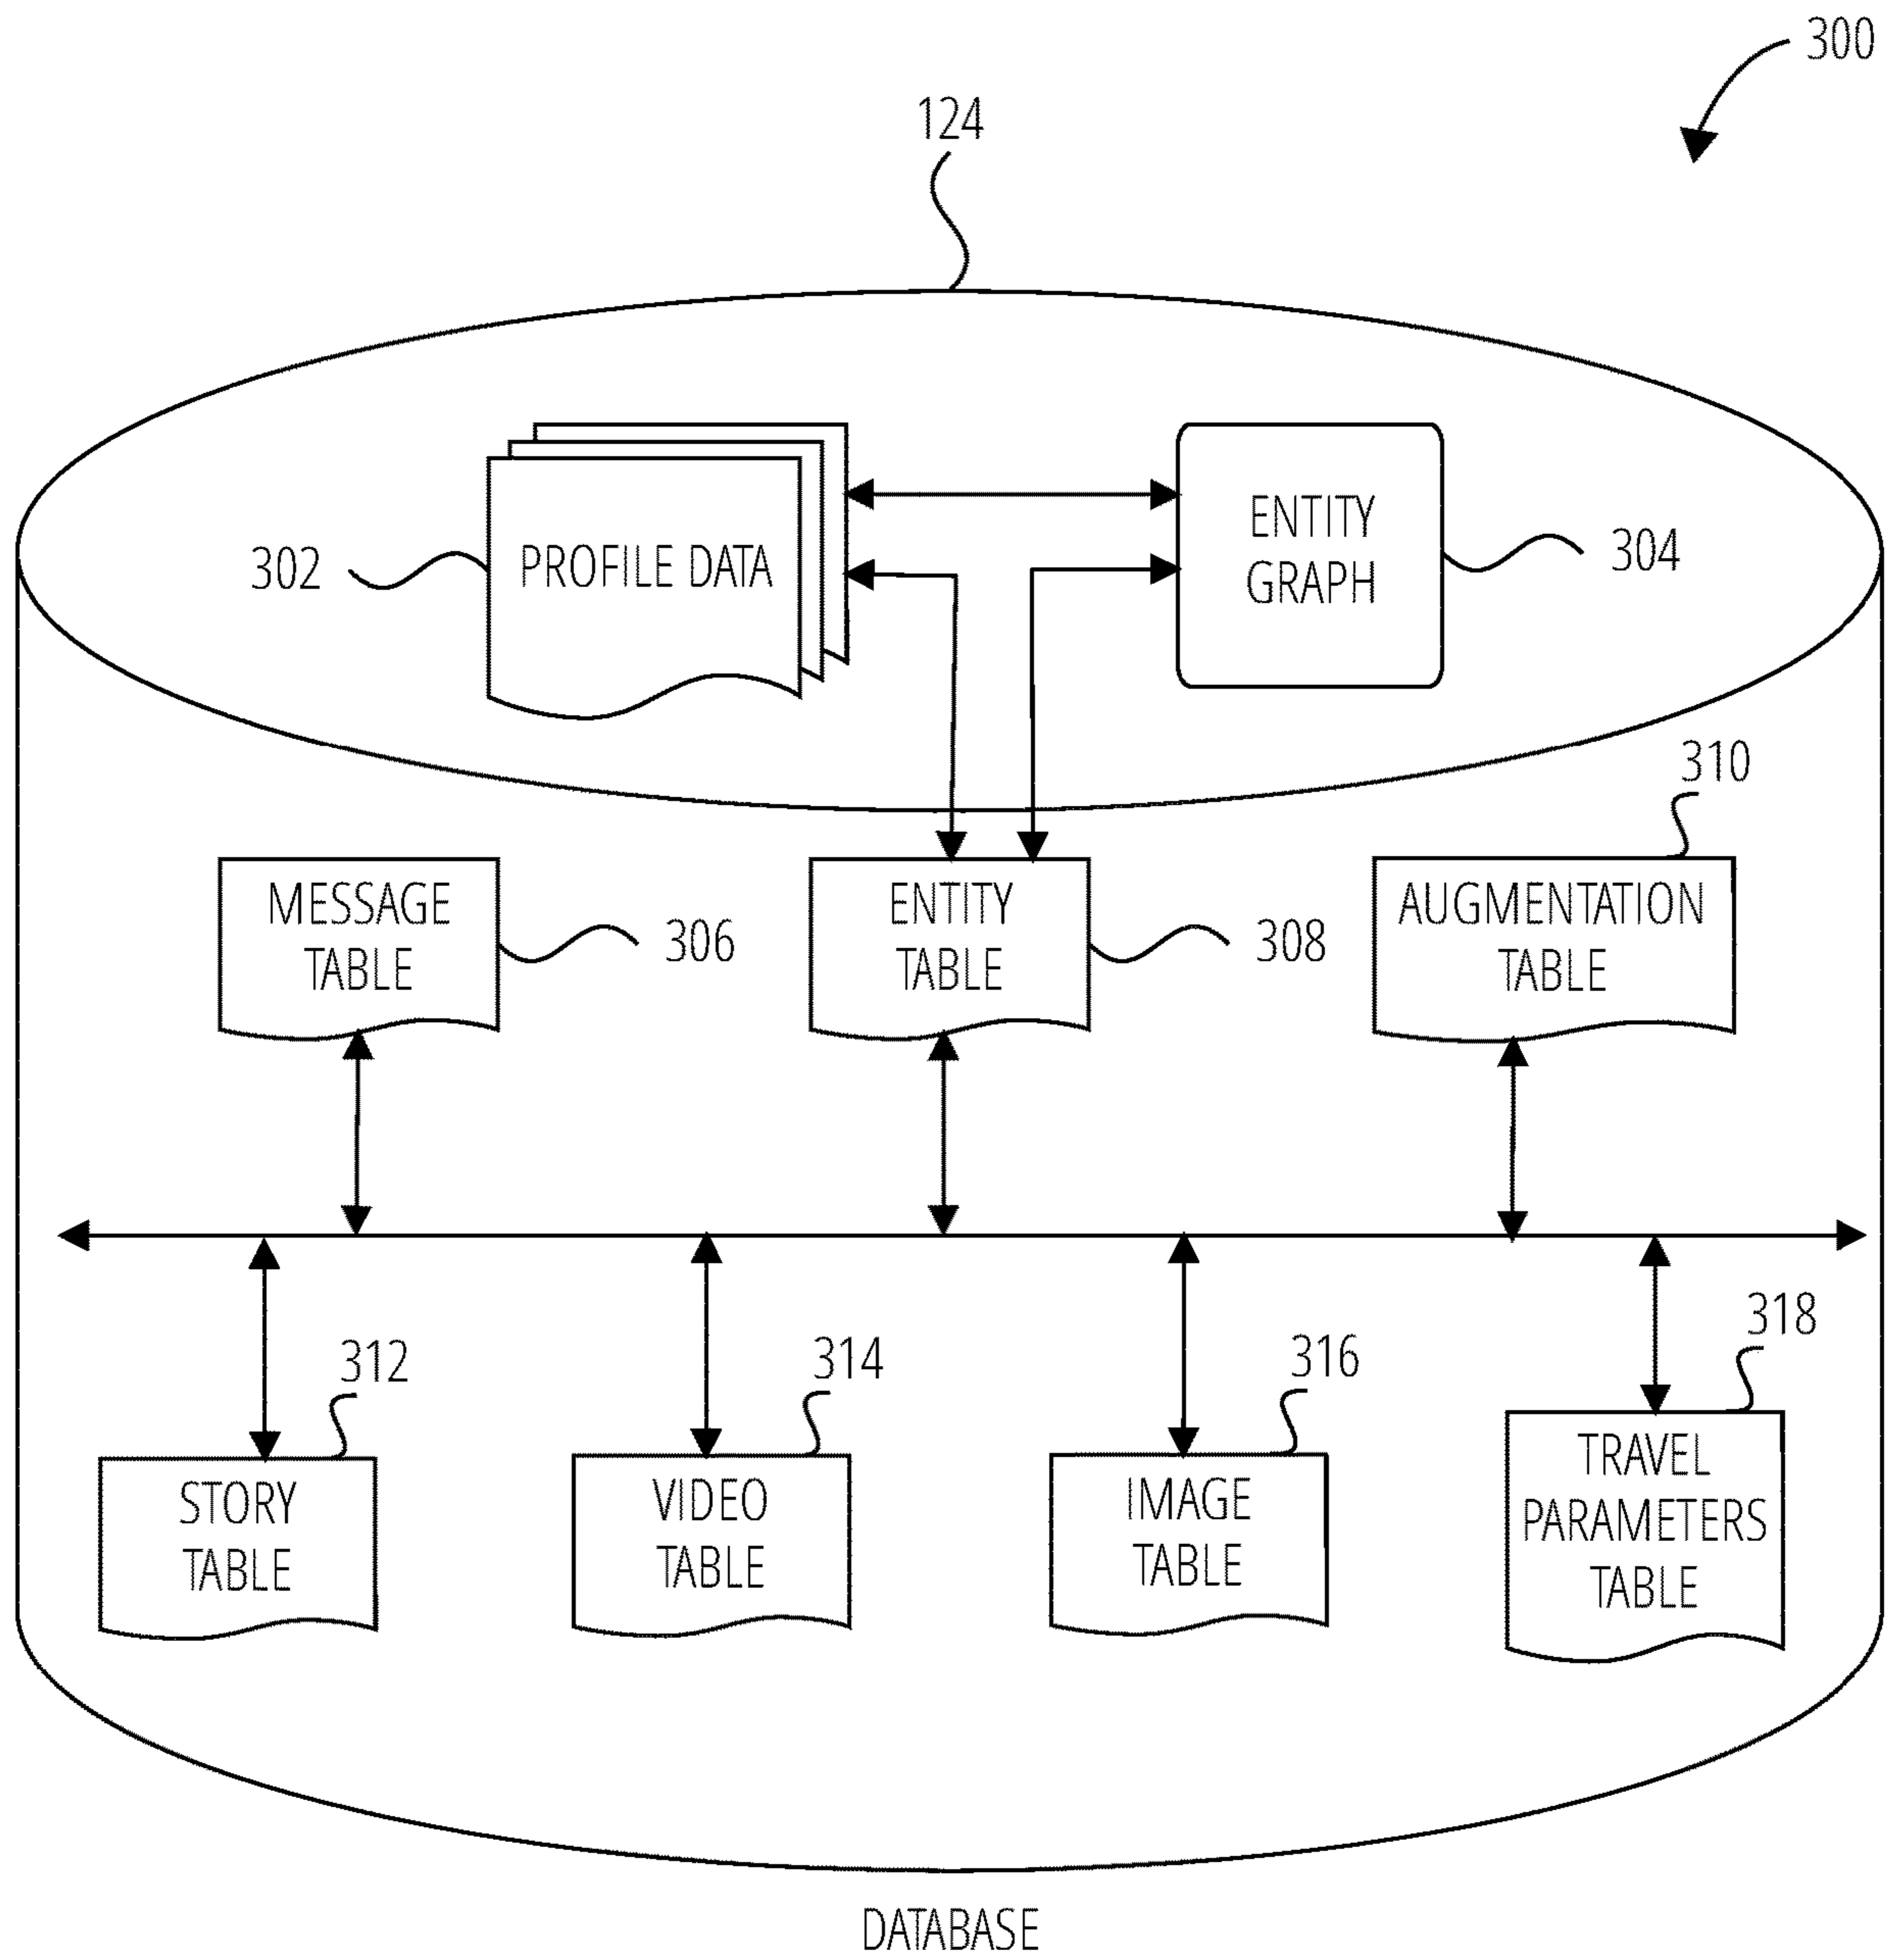 300
124
302
PROFILE DATA
ENTITY
GRAPH
304
310
MESSAGE
TABLE
306
ENTITY
TABLE
308
AUGMENTATION
TABLE
312
314
316
318
STORY
TABLE
VIDEO
TABLE
IMAGE
TABLE
TRAVEL
PARAMETERS
TABLE
DATABASE